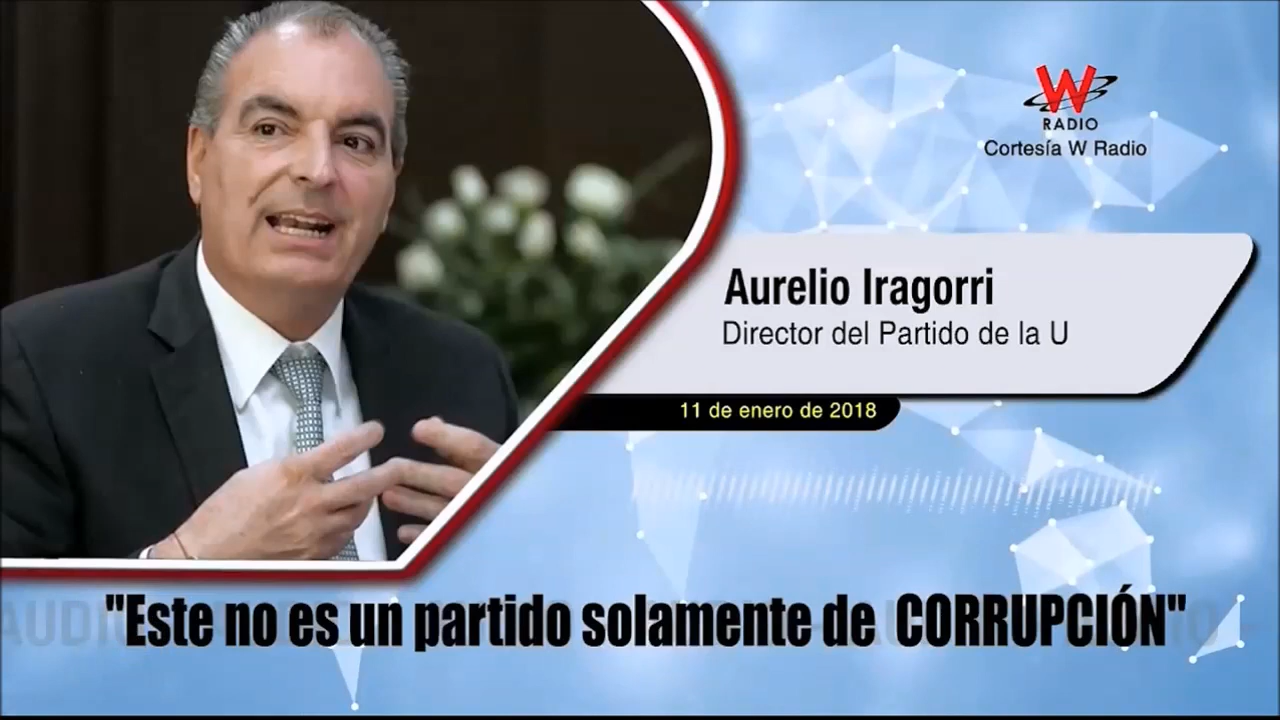 W
RADIO
Cortesía W Radio
Aurelio Iragorri
Director del Partido de la U
11 de enero de 2018
"Este no es un partido solamente de CORRUPCIÓN"
AUDIO